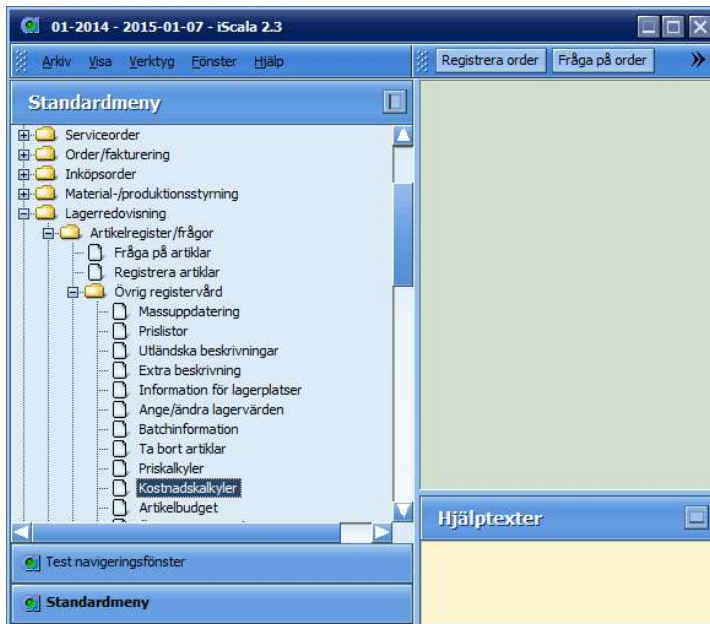 01-2014 - 2015-01-07 - iScala 2.3
Arkiv Visa Verktyg Fönster Hjälp
Registrera order Fråga på order
Standardmeny
Serviceorder
Order/fakturering
Inköpsorder
Material-/produktionsstyrning
Lagerredovisning
Artikelregister/frågor
Fråga på artiklar
Registrera artiklar
Övrig registervård
Massuppdatering
Prislistor
Utländska beskrivningar
Extra beskrivning
Information för lagerplatser
Ange/ändra lagervärden
Batchinformation
Ta bort artiklar
Priskalkyler
Kostnadskalkyler
Artikelbudget
Hjälptexter
Test navigeringsfönster
Standardmeny